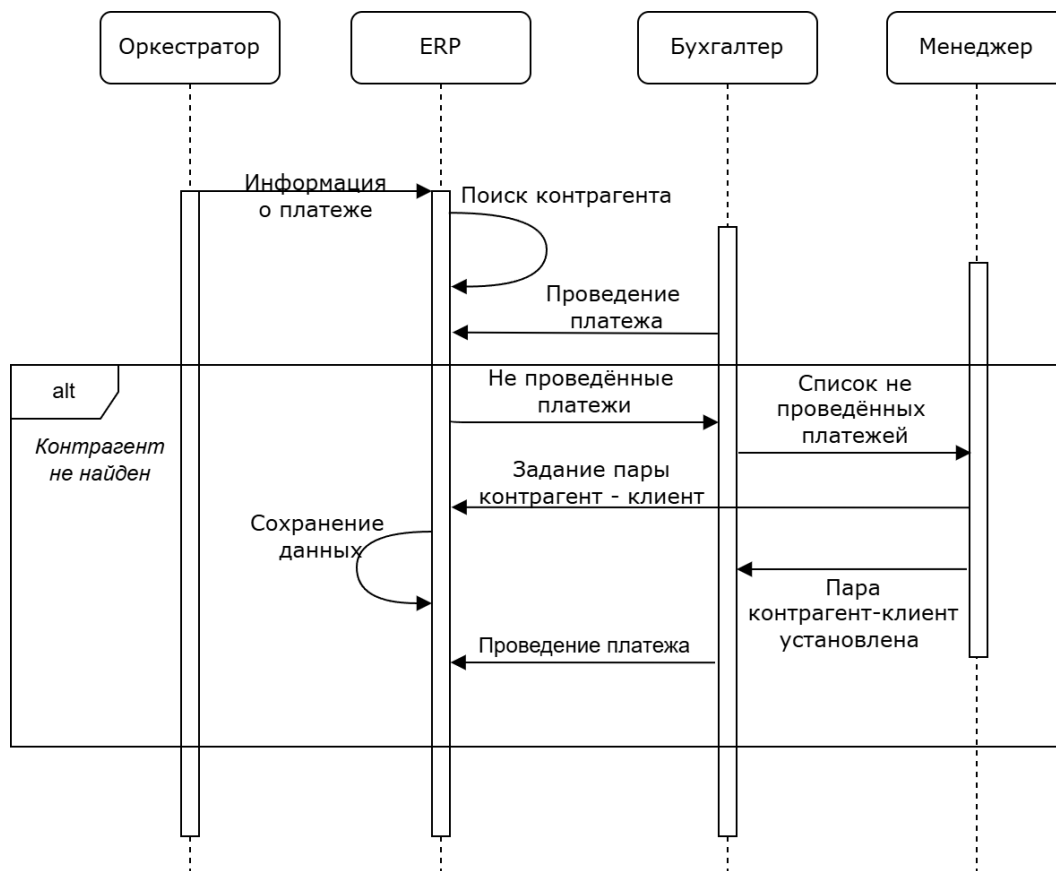 Оркестратор
ERP
Бухгалтер
Менеджер
Информация
о платеже
Поиск контрагента
Проведение
платежа
alt
Контрагент
не найден
Не проведённые
платежи
Список не
проведённых
платежей
Задание пары
контрагент - клиент
Сохранение
данных
Пара
контрагент-клиент
установлена
Проведение платежа